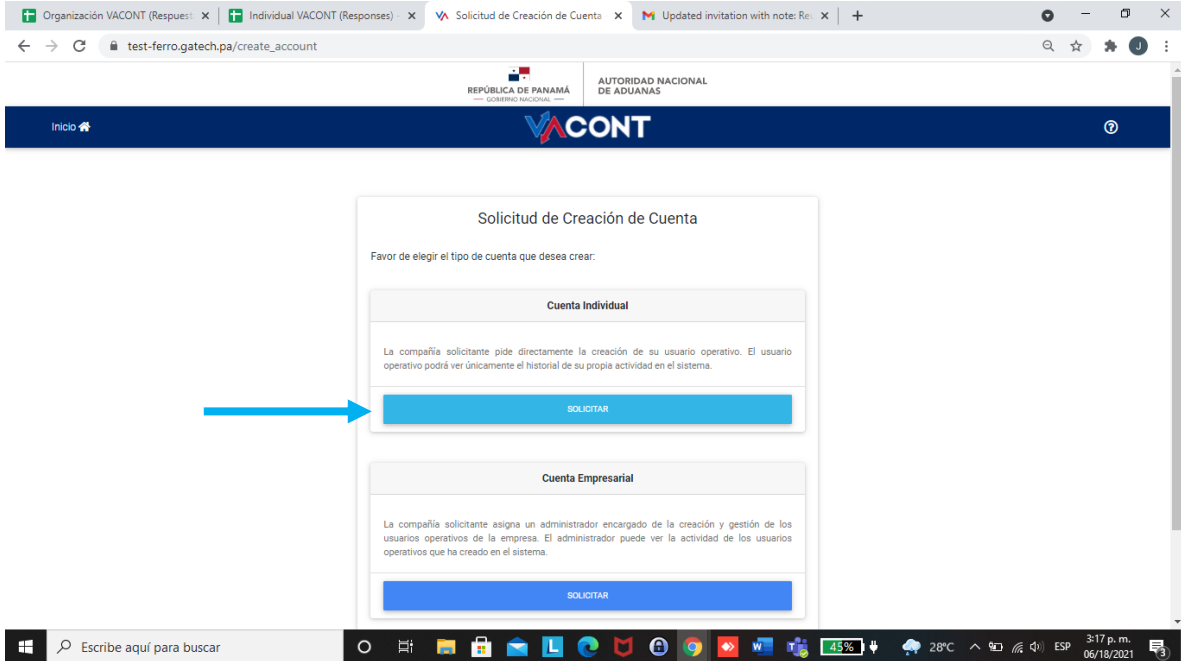 Organización VACONT (Respuest
Individual VACONT (Responses) -
Solicitud de Creación de Cuenta
Updated invitation with note: Re
test-ferro.gatech.pa/create_account
J
REPÚBLICA DE PANAMÁ
— GOBIERNO NACIONAL —
AUTORIDAD NACIONAL
DE ADUANAS
Inicio
VACONT
Solicitud de Creación de Cuenta
Favor de elegir el tipo de cuenta que desea crear:
Cuenta Individual
La compañía solicitante pide directamente la creación de su usuario operativo. El usuario
operativo podrá ver únicamente el historial de su propia actividad en el sistema.
SOLICITAR
Cuenta Empresarial
La compañía solicitante asigna un administrador encargado de la creación y gestión de los
usuarios operativos de la empresa. El administrador puede ver la actividad de los usuarios
operativos que ha creado en el sistema.
SOLICITAR
Escribe aquí para buscar
L
45%
28°C
ESP
3:17 p. m.
06/18/2021
3